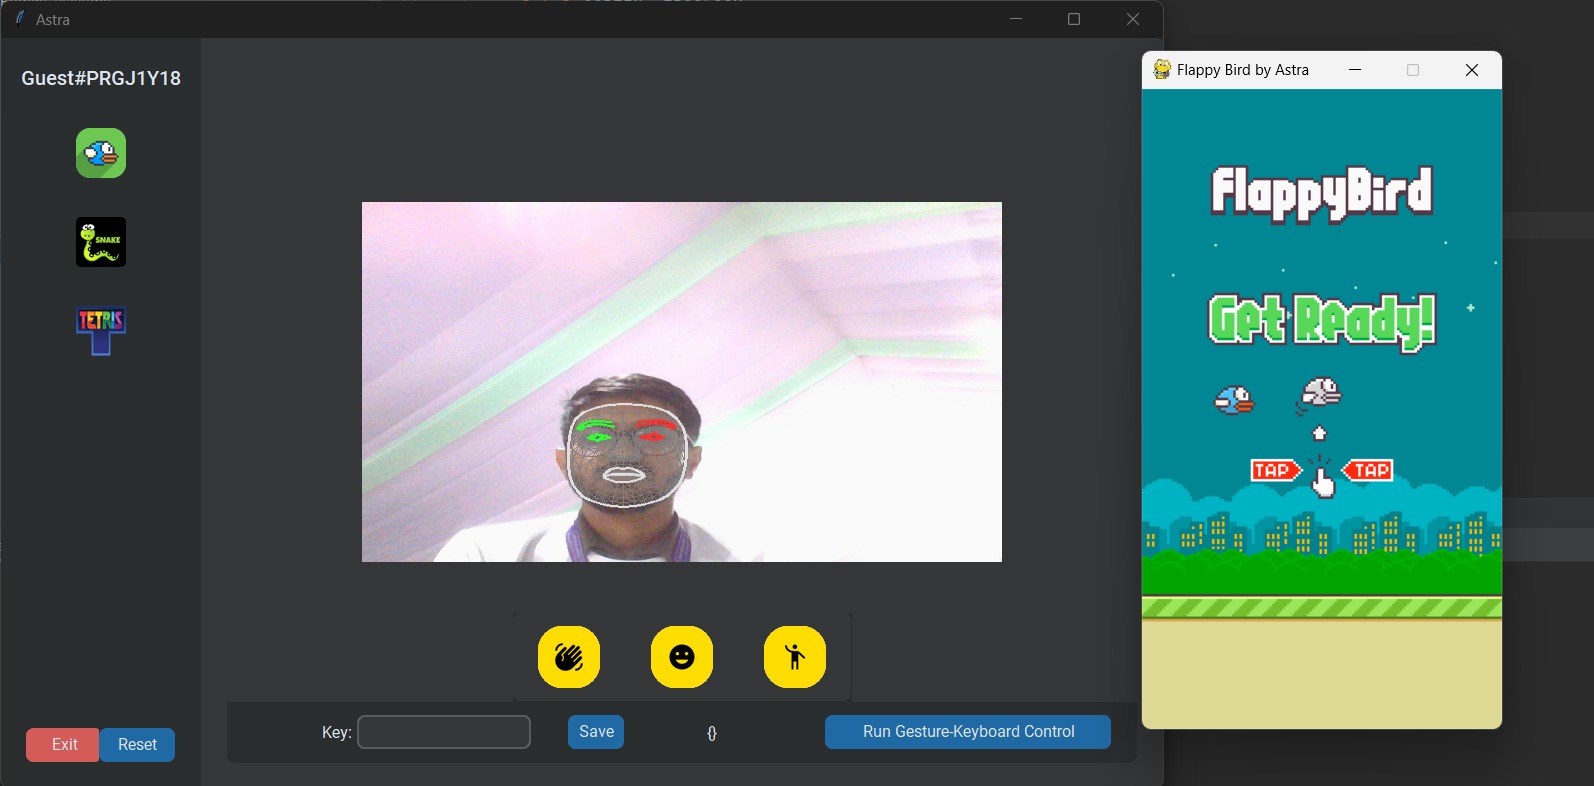 Astra
Guest#PRGJ1Y18
SNAKE
TETRIS
Exit
Reset
Key:
Save
{}
Run Gesture-Keyboard Control
Flappy Bird by Astra
FlappyBird
Get Ready!
TAP
TAP